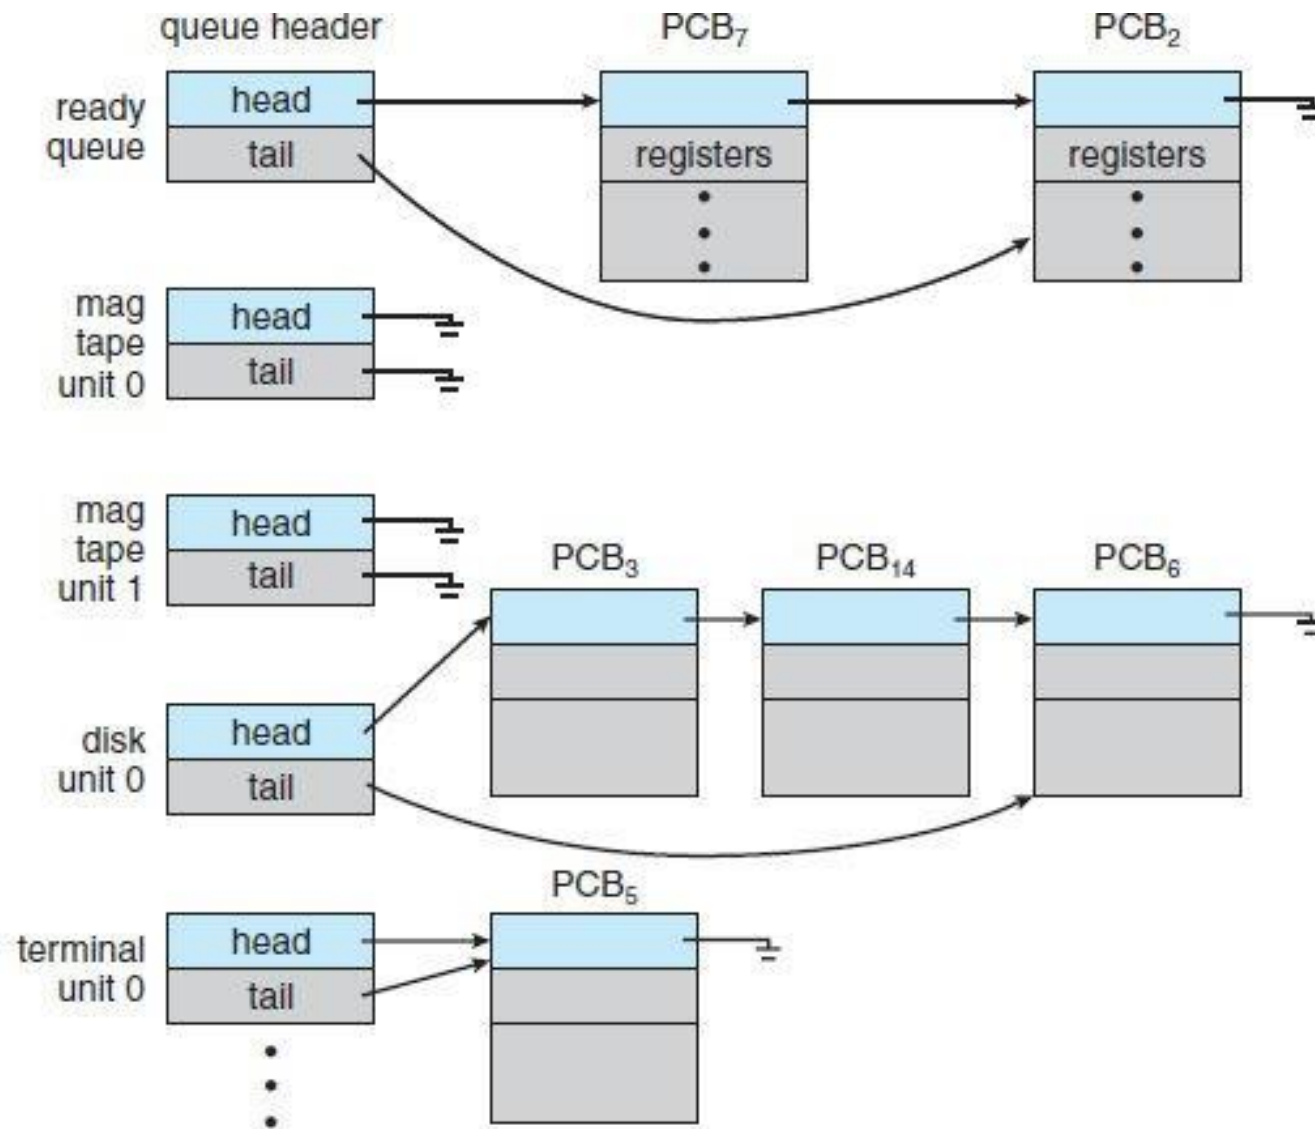 queue header
PCB₇
PCB₂
ready
queue
head
tail
registers
registers
mag
tape
unit 0
head
tail
mag
tape
unit 1
head
tail
PCB₃
PCB₁₄
PCB₆
disk
unit 0
head
tail
PCB₅
terminal
unit 0
head
tail